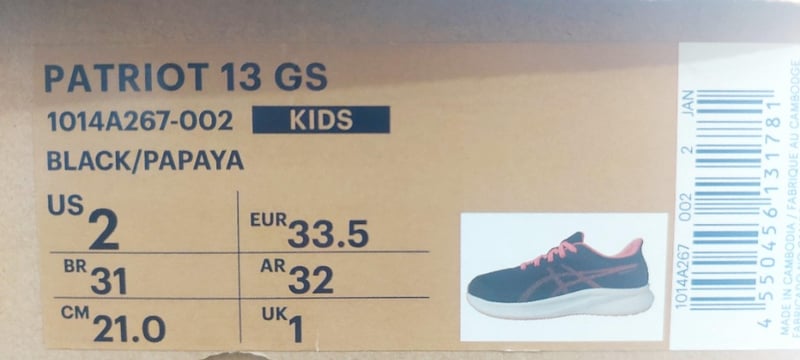 PATRIOT 13 GS
1014A267-002 KIDS
BLACK/PAPAYA
US 2
EUR 33.5
BR 31
AR 32
CM 21.0
UK 1
1014A267 002 2 JAN
4 550456 131781
MADE IN CAMBODIA / FABRIQUE AU CAMBODGE